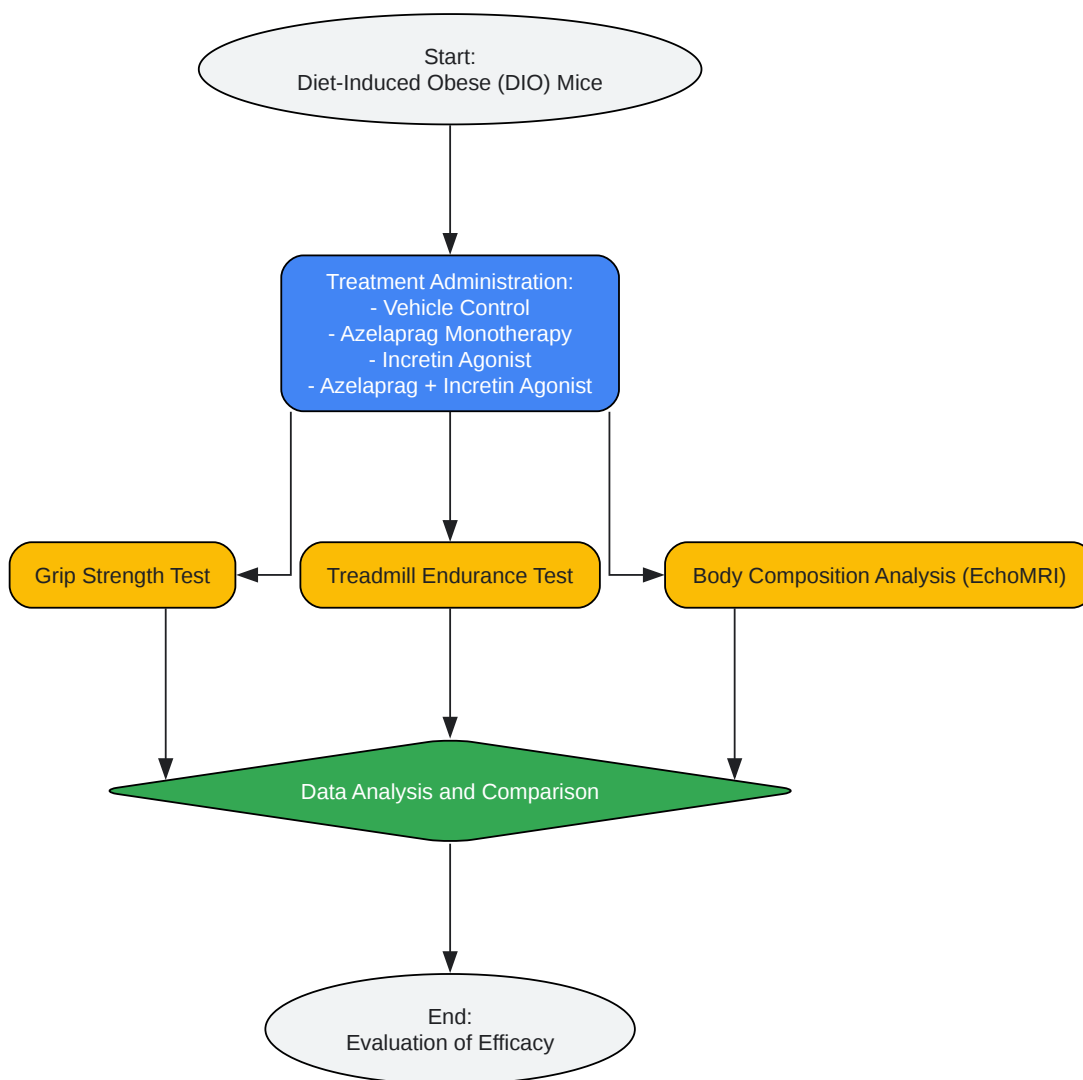 Start:
Diet-Induced Obese (DIO) Mice
Treatment Administration:
- Vehicle Control
- Azelaprag Monotherapy
- Incretin Agonist
- Azelaprag + Incretin Agonist
Grip Strength Test
Treadmill Endurance Test
Body Composition Analysis (EchoMRI)
Data Analysis and Comparison
End:
Evaluation of Efficacy